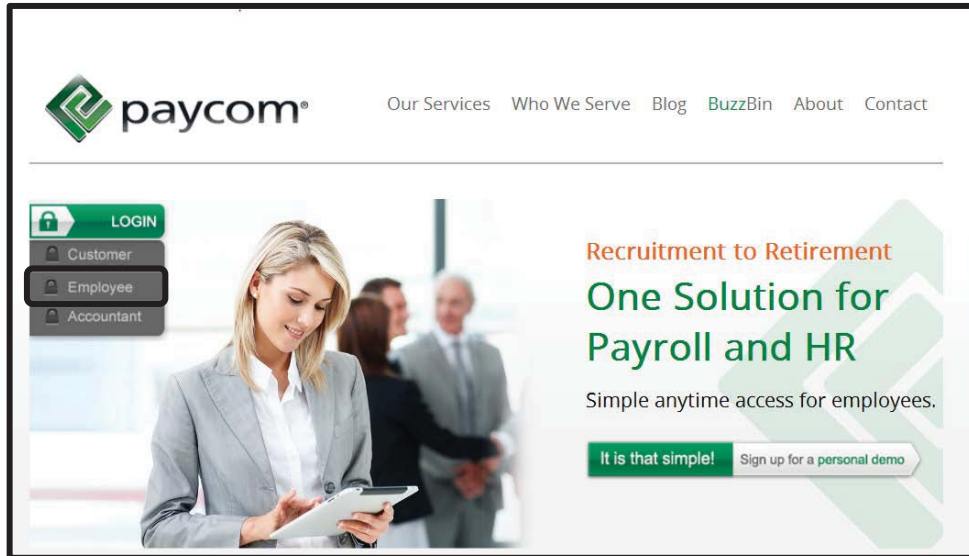 paycom®
Our Services Who We Serve Blog BuzzBin About Contact
LOGIN
Customer
Employee
Accountant
Recruitment to Retirement
One Solution for
Payroll and HR
Simple anytime access for employees.
It is that simple! Sign up for a personal demo